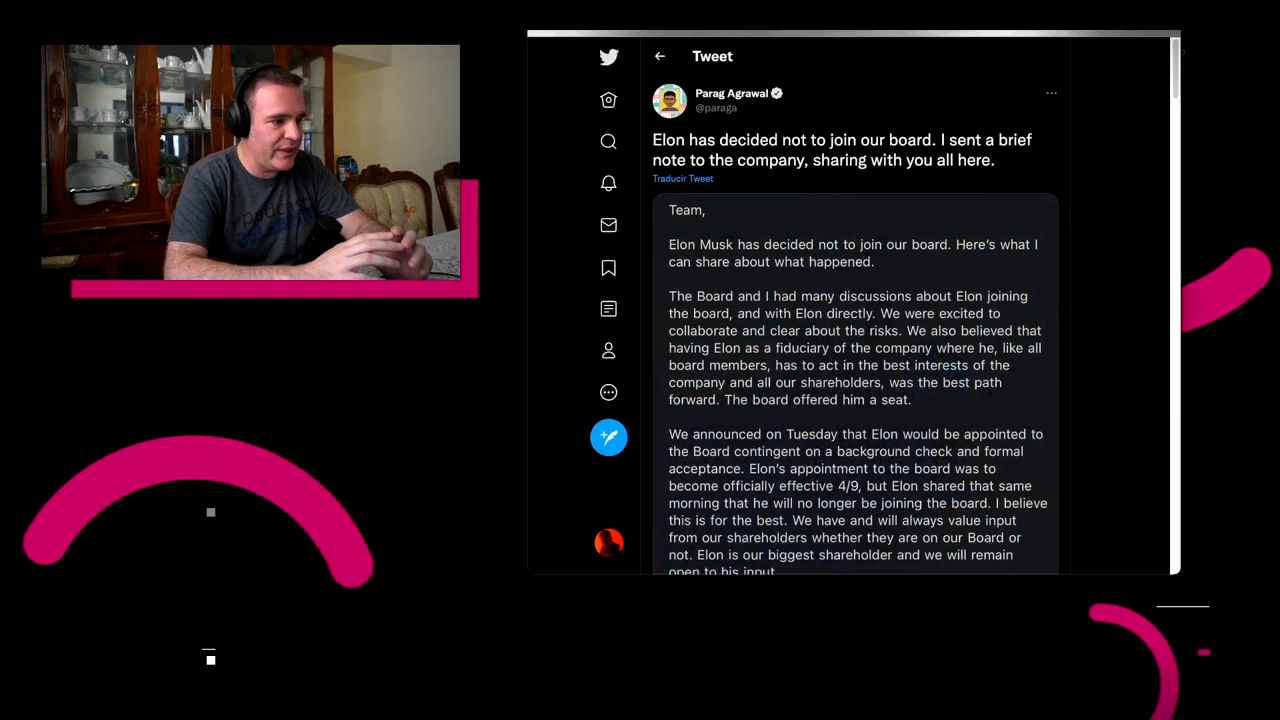 podcast
Tweet
Parag Agrawal
@paraga
Elon has decided not to join our board. I sent a brief
note to the company, sharing with you all here.
Traducir Tweet
Team,
Elon Musk has decided not to join our board. Here's what I
can share about what happened.
The Board and I had many discussions about Elon joining
the board, and with Elon directly. We were excited to
collaborate and clear about the risks. We also believed that
having Elon as a fiduciary of the company where he, like all
board members, has to act in the best interests of the
company and all our shareholders, was the best path
forward. The board offered him a seat.
We announced on Tuesday that Elon would be appointed to
the Board contingent on a background check and formal
acceptance. Elon's appointment to the board was to
become officially effective 4/9, but Elon shared that same
morning that he will no longer be joining the board. I believe
this is for the best. We have and will always value input
from our shareholders whether they are on our Board or
not. Elon is our biggest shareholder and we will remain
open to his input.